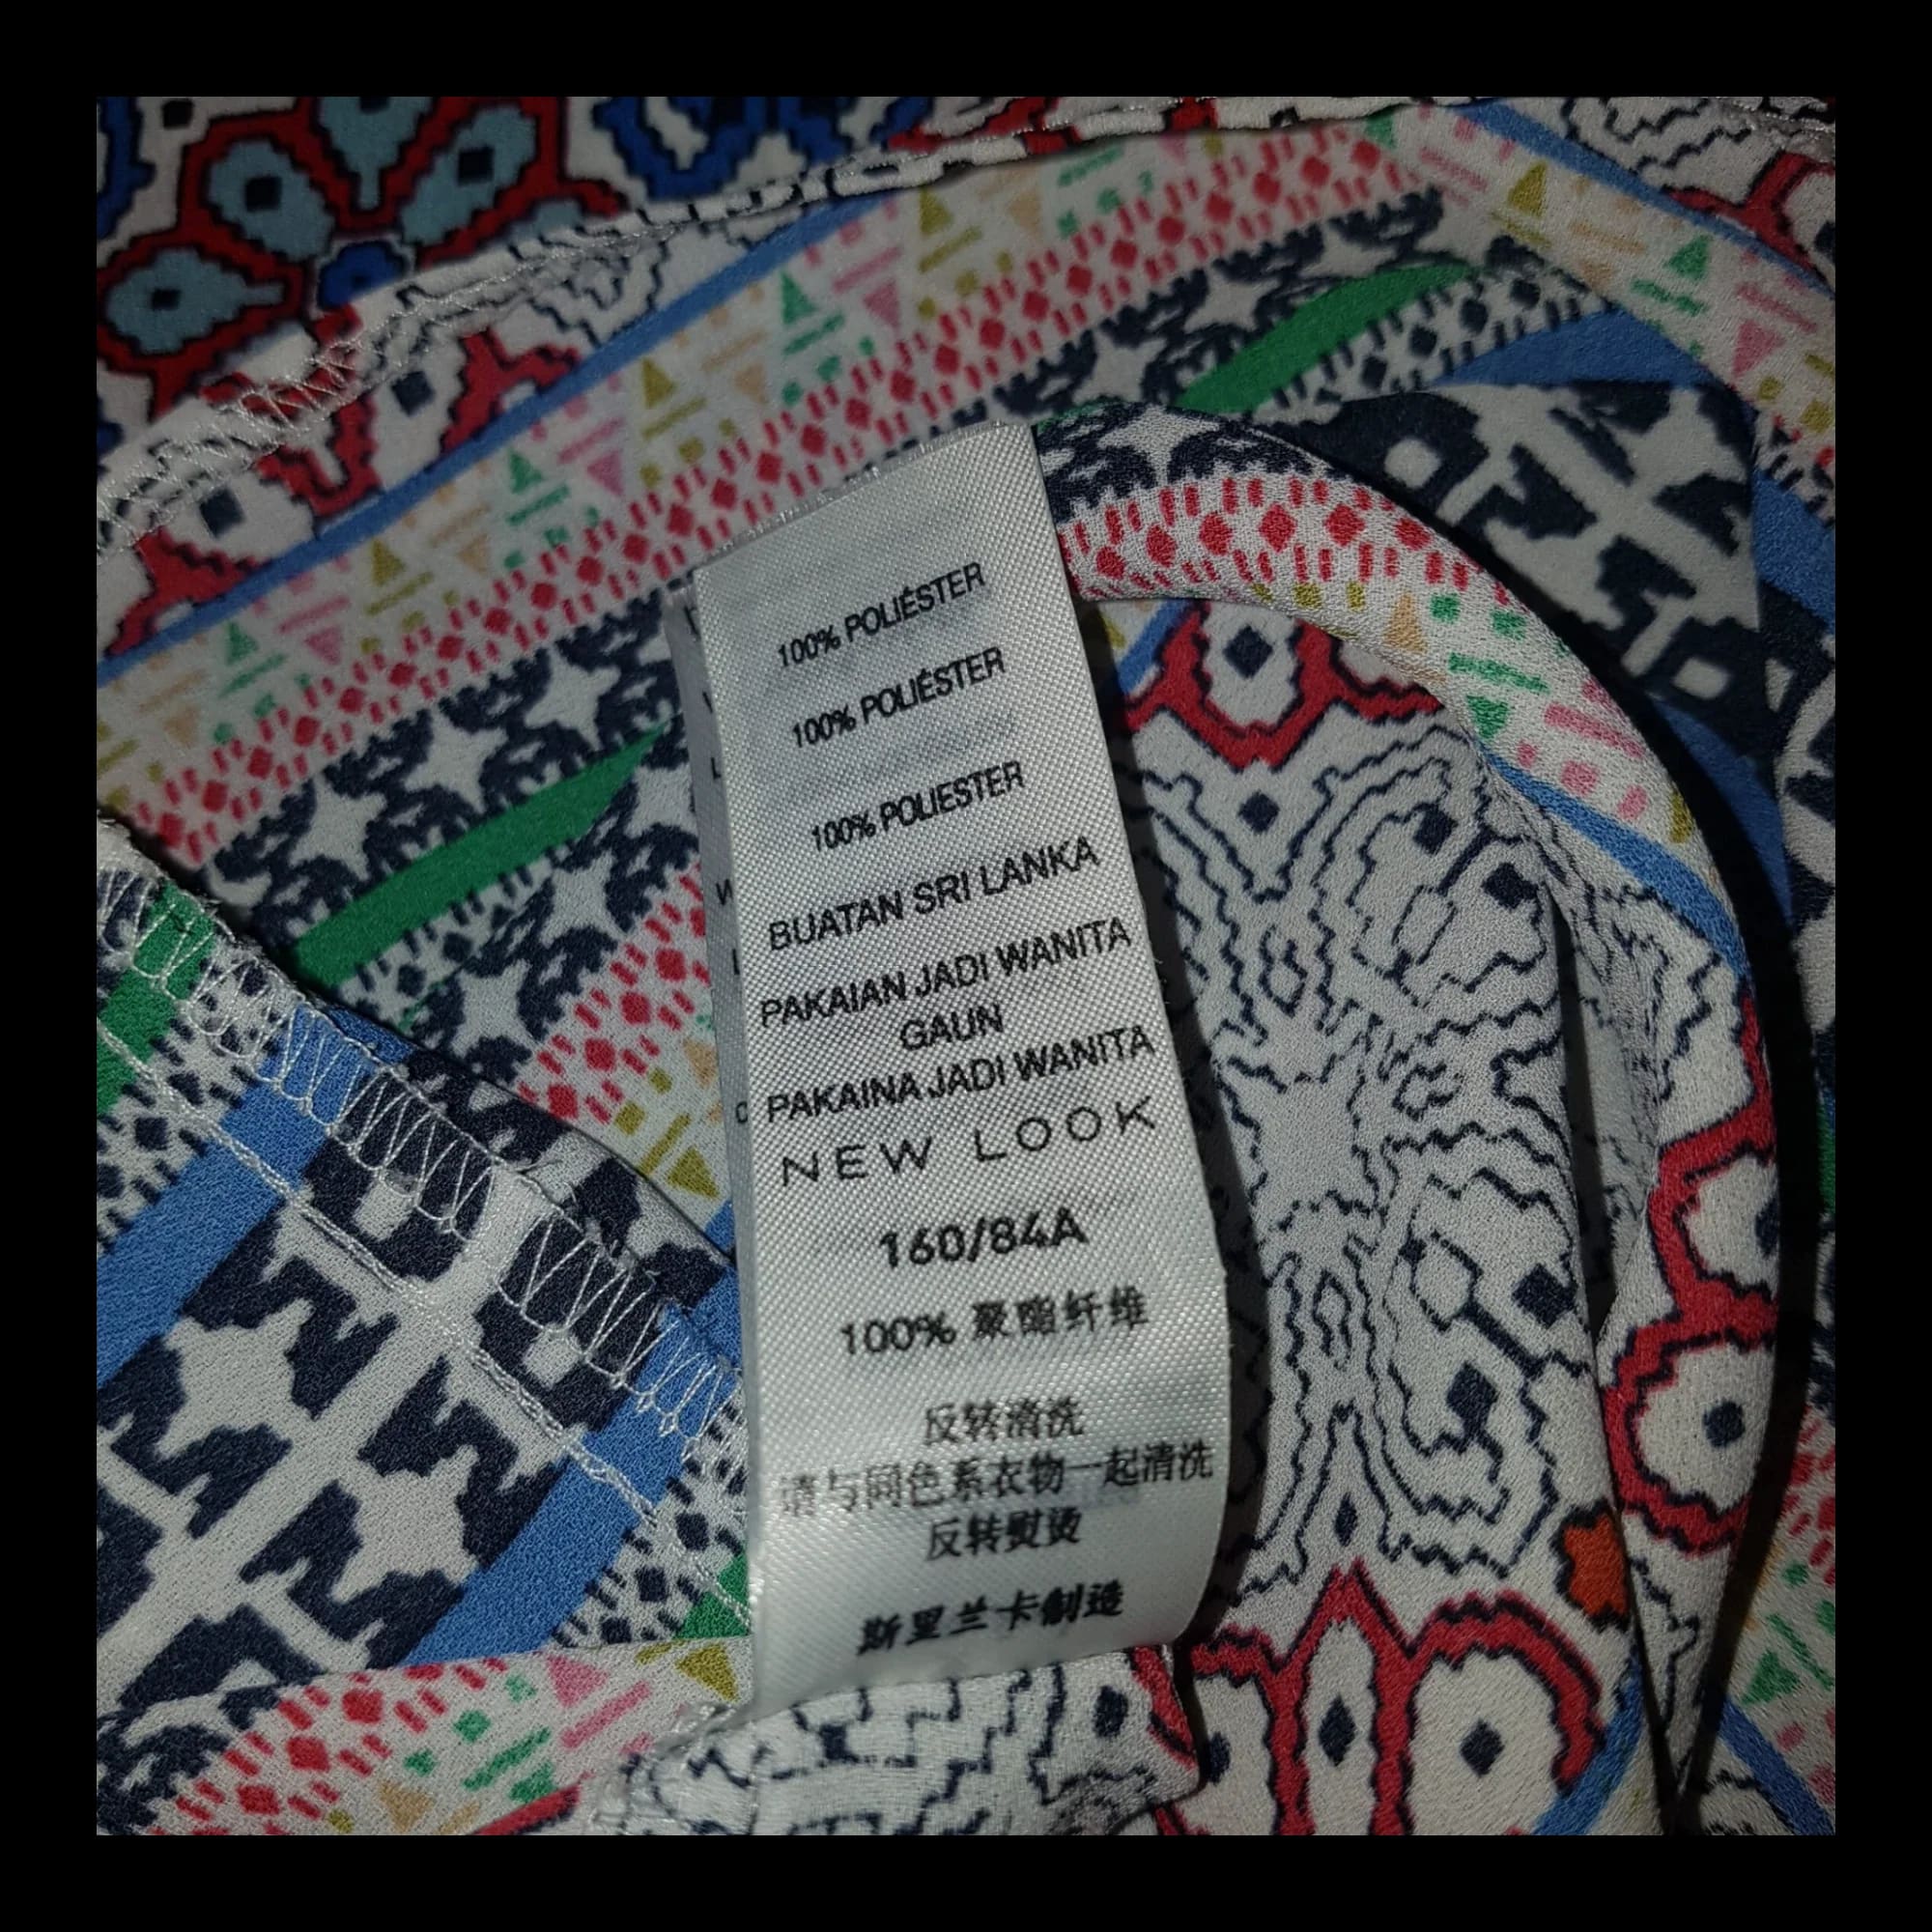 100% POLIÉSTER
100% POLIÉSTER
100% POLIESTER
BUATAN SRI LANKA
PAKAIAN JADI WANITA
GAUN
PAKAINA JADI WANITA
NEW LOOK
160/84A
100% 聚酯纤维
反转清洗
请与同色系衣物一起清洗
反转熨烫
斯里兰卡制造